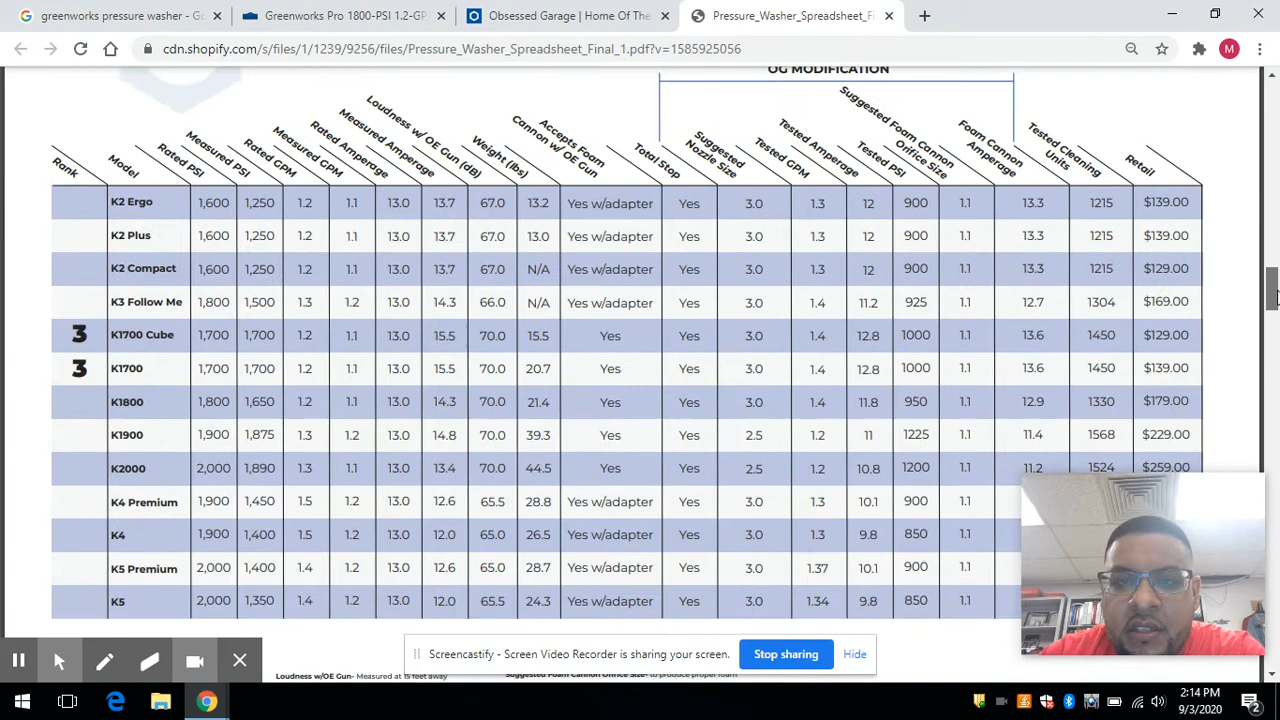 greenworks pressure washer - Go
Greenworks Pro 1800-PSI 1.2-GP
Obsessed Garage | Home Of The
Pressure_Washer_Spreadsheet_Fi
cdn.shopify.com/s/files/1/1239/9256/files/Pressure_Washer_Spreadsheet_Final_1.pdf?v=1585925056
M
OG MODIFICATION
Rank Model Rated PSI Measured PSI Rated GPM Measured GPM Rated Amperage Measured Amperage Loudness w/ OE Gun (dB) Weight (lbs) Accepts Foam Cannon w/ OE Gun Total Stop Suggested Nozzle Size Tested GPM Tested Amperage Tested PSI Suggested Foam Cannon Orifice Size Foam Cannon Amperage Tested Cleaning Units Retail
K2 Ergo 1,600 1,250 1.2 1.1 13.0 13.7 67.0 13.2 Yes w/adapter Yes 3.0 1.3 12 900 1.1 13.3 1215 $139.00
K2 Plus 1,600 1,250 1.2 1.1 13.0 13.7 67.0 13.0 Yes w/adapter Yes 3.0 1.3 12 900 1.1 13.3 1215 $139.00
K2 Compact 1,600 1,250 1.2 1.1 13.0 13.7 67.0 N/A Yes w/adapter Yes 3.0 1.3 12 900 1.1 13.3 1215 $129.00
K3 Follow Me 1,800 1,500 1.3 1.2 13.0 14.3 66.0 N/A Yes w/adapter Yes 3.0 1.4 11.2 925 1.1 12.7 1304 $169.00
3 K1700 Cube 1,700 1,700 1.2 1.1 13.0 15.5 70.0 15.5 Yes Yes 3.0 1.4 12.8 1000 1.1 13.6 1450 $129.00
3 K1700 1,700 1,700 1.2 1.1 13.0 15.5 70.0 20.7 Yes Yes 3.0 1.4 12.8 1000 1.1 13.6 1450 $139.00
K1800 1,800 1,650 1.2 1.1 13.0 14.3 70.0 21.4 Yes Yes 3.0 1.4 11.8 950 1.1 12.9 1330 $179.00
K1900 1,900 1,875 1.3 1.2 13.0 14.8 70.0 39.3 Yes Yes 2.5 1.2 11 1225 1.1 11.4 1568 $229.00
K2000 2,000 1,890 1.3 1.1 13.0 13.4 70.0 44.5 Yes Yes 2.5 1.2 10.8 1200 1.1 11.2 1524 $259.00
K4 Premium 1,900 1,450 1.5 1.2 13.0 12.6 65.5 28.8 Yes w/adapter Yes 3.0 1.3 10.1 900 1.1
K4 1,900 1,400 1.5 1.2 13.0 12.0 65.0 26.5 Yes w/adapter Yes 3.0 1.3 9.8 850 1.1
K5 Premium 2,000 1,400 1.4 1.2 13.0 12.6 65.0 28.7 Yes w/adapter Yes 3.0 1.37 10.1 900 1.1
K5 2,000 1,350 1.4 1.2 13.0 12.0 65.5 24.3 Yes w/adapter Yes 3.0 1.34 9.8 850 1.1
Screencastify - Screen Video Recorder is sharing your screen. Stop sharing Hide
Loudness w/OE Gun- Measured at 15 feet away
Suggested Foam Cannon Orifice Size- to produce proper foam
2:14 PM
9/3/2020
2